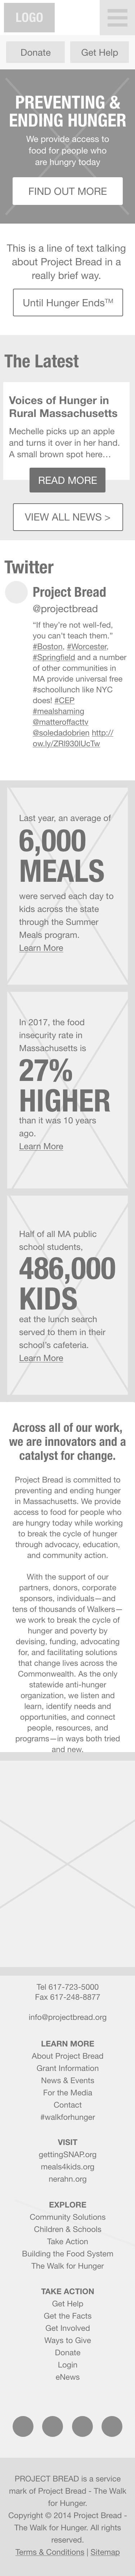 LOGO
Donate
Get Help
PREVENTING &
ENDING HUNGER
We provide access to
food for people who
are hungry today
FIND OUT MORE
This is a line of text talking
about Project Bread in a
really brief way.
Until Hunger Ends™
The Latest
Voices of Hunger in
Rural Massachusetts
Mechelle picks up an apple
and turns it over in her hand.
A small brown spot here…
READ MORE
VIEW ALL NEWS >
Twitter
Project Bread
@projectbread
“If they’re not well-fed,
you can’t teach them.”
#Boston, #Worcester,
#Springfield and a number
of other communities in
MA provide universal free
#schoollunch like NYC
does! #CEP
#mealshaming
@matteroffacttv
@soledadobrien http://
ow.ly/ZRI930lUcTw
Last year, an average of
6,000
MEALS
were served each day to
kids across the state
through the Summer
Meals program.
Learn More
In 2017, the food
insecurity rate in
Massachusetts is
27%
HIGHER
than it was 10 years
ago.
Learn More
Half of all MA public
school students,
486,000
KIDS
eat the lunch search
served to them in their
school’s cafeteria.
Learn More
Across all of our work,
we are innovators and a
catalyst for change.
Project Bread is committed to
preventing and ending hunger
in Massachusetts. We provide
access to food for people who
are hungry today while working
to break the cycle of hunger
through advocacy, education,
and community action.
With the support of our
partners, donors, corporate
sponsors, individuals—and
tens of thousands of Walkers—
we work to break the cycle of
hunger and poverty by
devising, funding, advocating
for, and facilitating solutions
that change lives across the
Commonwealth. As the only
statewide anti-hunger
organization, we listen and
learn, identify needs and
opportunities, and connect
people, resources, and
programs—in ways both tried
and new.
Tel 617-723-5000
Fax 617-248-8877
info@projectbread.org
LEARN MORE
About Project Bread
Grant Information
News & Events
For the Media
Contact
#walkforhunger
VISIT
gettingSNAP.org
meals4kids.org
nerahn.org
EXPLORE
Community Solutions
Children & Schools
Take Action
Building the Food System
The Walk for Hunger
TAKE ACTION
Get Help
Get the Facts
Get Involved
Ways to Give
Donate
Login
eNews
PROJECT BREAD is a service
mark of Project Bread - The Walk
for Hunger.
Copyright © 2014 Project Bread -
The Walk for Hunger. All rights
reserved.
Terms & Conditions | Sitemap